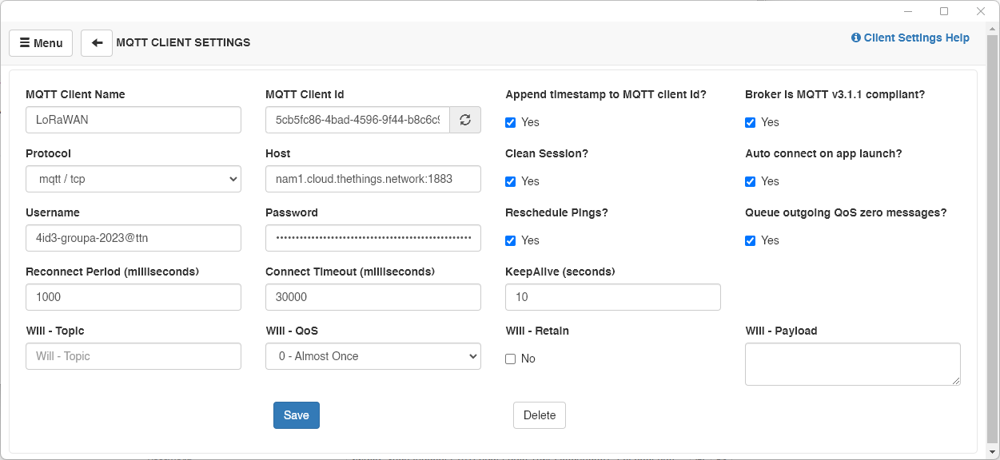 Menu
MQTT CLIENT SETTINGS
Client Settings Help
MQTT Client Name
MQTT Client Id
Append timestamp to MQTT client Id?
Broker is MQTT v3.1.1 compliant?
LoRaWAN
5cb5fc86-4bad-4596-9f44-b8c6c9
Yes
Yes
Protocol
Host
Clean Session?
Auto connect on app launch?
mqtt / tcp
nam1.cloud.thethings.network:1883
Yes
Yes
Username
Password
Reschedule Pings?
Queue outgoing QoS zero messages?
4id3-groupa-2023@ttn
Yes
Yes
Reconnect Period (milliseconds)
Connect Timeout (milliseconds)
KeepAlive (seconds)
1000
30000
10
Will - Topic
Will - QoS
Will - Retain
Will - Payload
Will - Topic
0 - Almost Once
No
Save
Delete